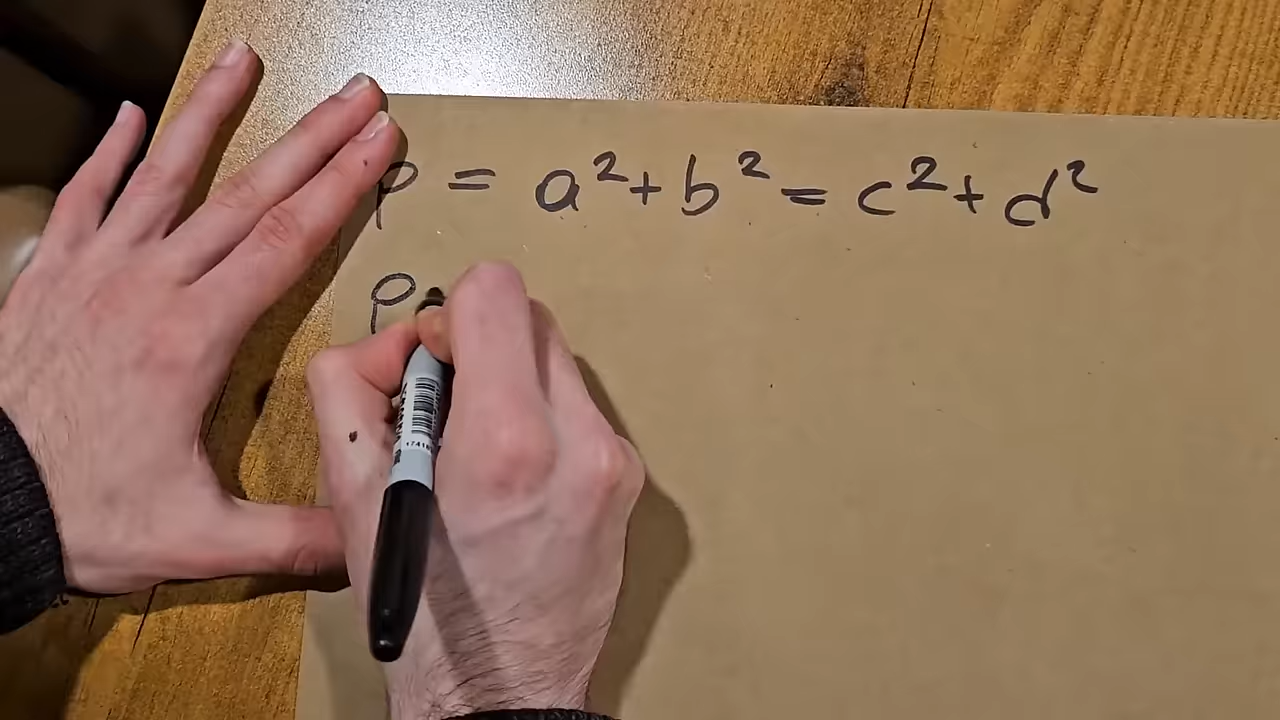 p = a² + b² = c² + d²
p